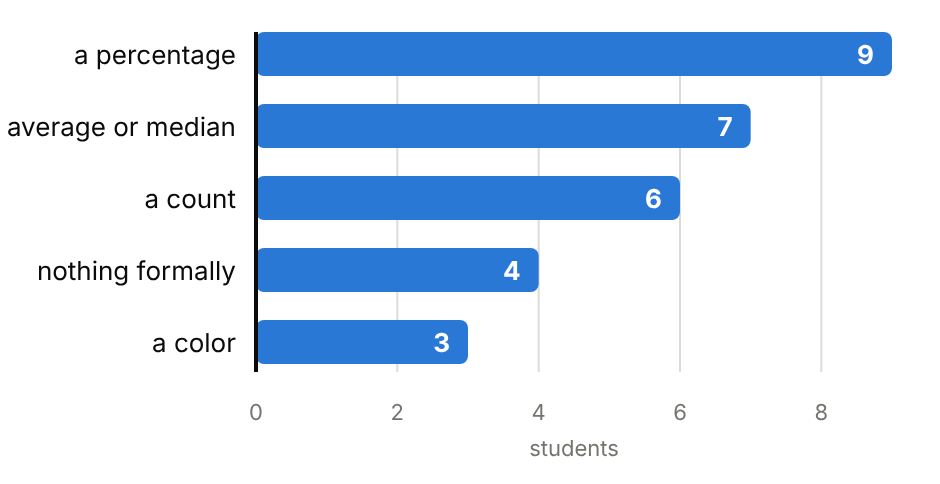 a percentage 9
average or median 7
a count 6
nothing formally 4
a color 3
0 2 4 6 8
students